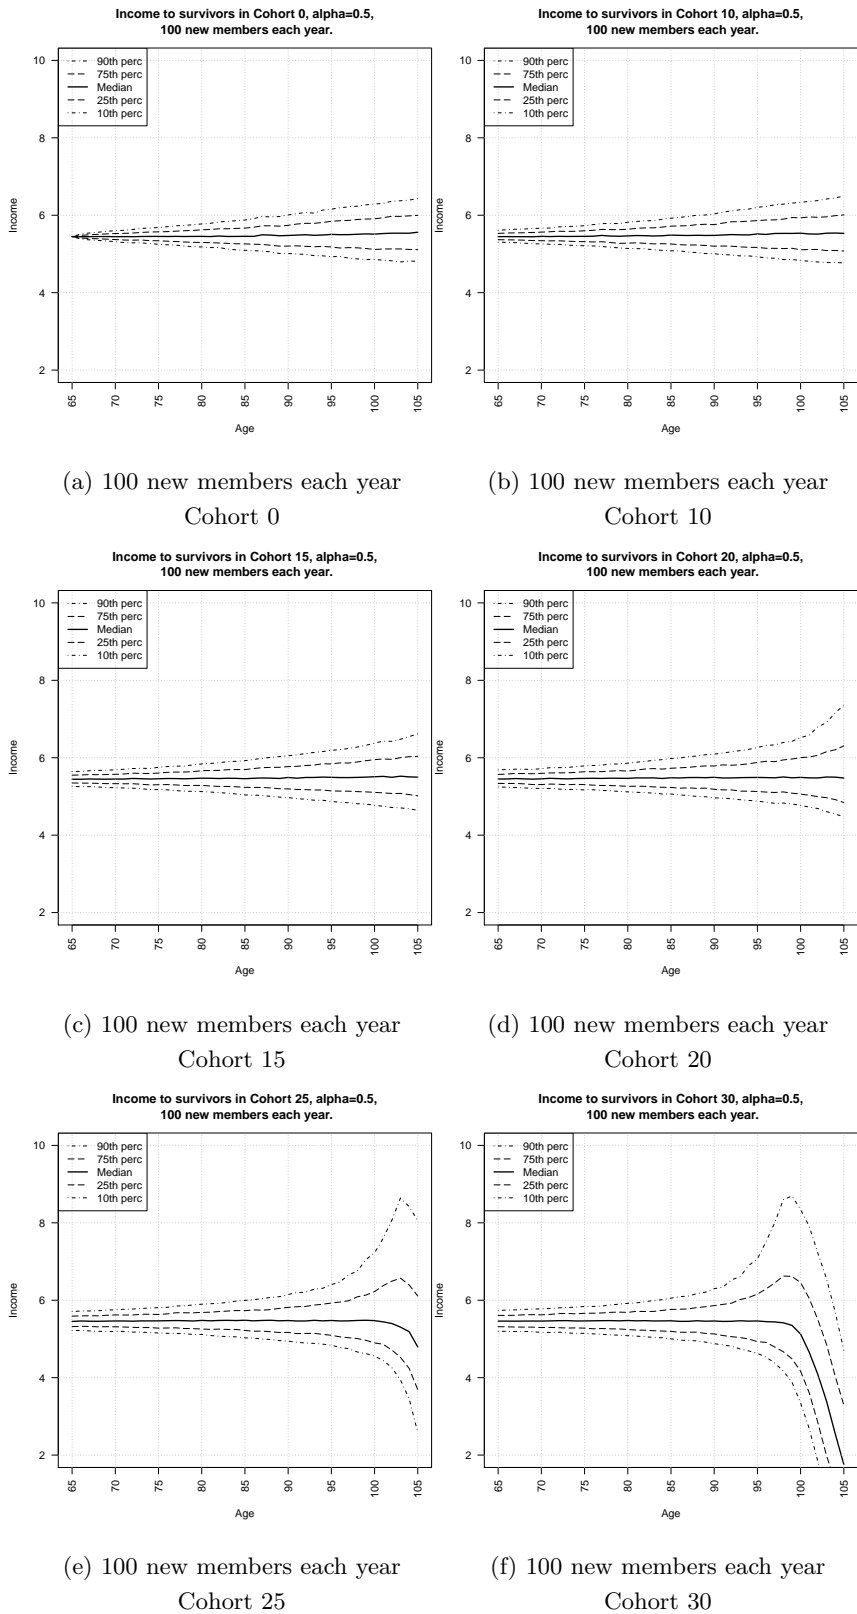 Income to survivors in Cohort 0, alpha=0.5,
100 new members each year.
90th perc
75th perc
Median
25th perc
10th perc
10
8
6
4
2
Income
65 70 75 80 85 90 95 100 105
Age
(a) 100 new members each year
Cohort 0
Income to survivors in Cohort 10, alpha=0.5,
100 new members each year.
90th perc
75th perc
Median
25th perc
10th perc
10
8
6
4
2
Income
65 70 75 80 85 90 95 100 105
Age
(b) 100 new members each year
Cohort 10
Income to survivors in Cohort 15, alpha=0.5,
100 new members each year.
90th perc
75th perc
Median
25th perc
10th perc
10
8
6
4
2
Income
65 70 75 80 85 90 95 100 105
Age
(c) 100 new members each year
Cohort 15
Income to survivors in Cohort 20, alpha=0.5,
100 new members each year.
90th perc
75th perc
Median
25th perc
10th perc
10
8
6
4
2
Income
65 70 75 80 85 90 95 100 105
Age
(d) 100 new members each year
Cohort 20
Income to survivors in Cohort 25, alpha=0.5,
100 new members each year.
90th perc
75th perc
Median
25th perc
10th perc
10
8
6
4
2
Income
65 70 75 80 85 90 95 100 105
Age
(e) 100 new members each year
Cohort 25
Income to survivors in Cohort 30, alpha=0.5,
100 new members each year.
90th perc
75th perc
Median
25th perc
10th perc
10
8
6
4
2
Income
65 70 75 80 85 90 95 100 105
Age
(f) 100 new members each year
Cohort 30